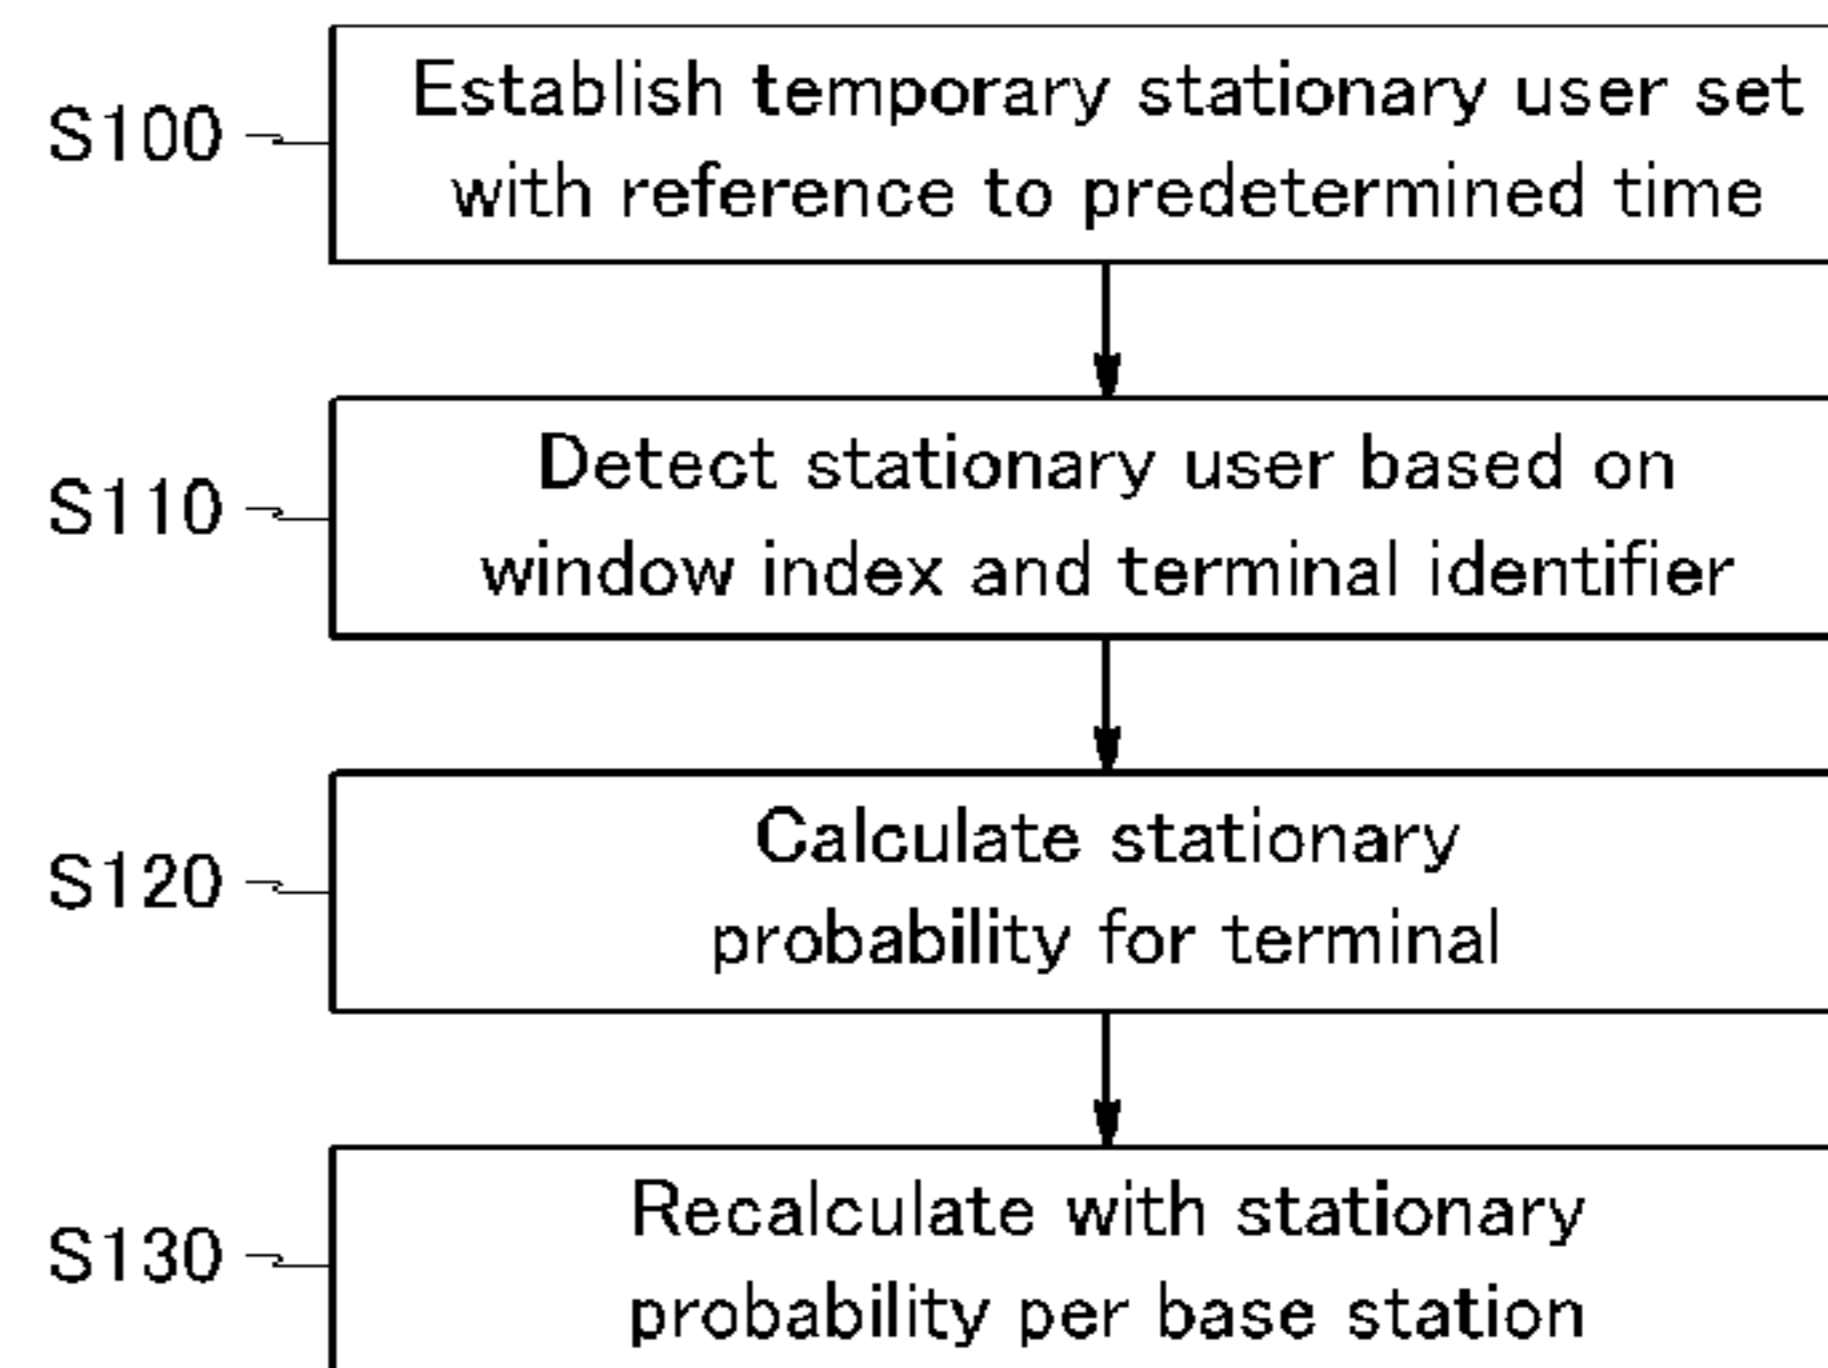 S100
Establish temporary stationary user set
with reference to predetermined time
S110
Detect stationary user based on
window index and terminal identifier
S120
Calculate stationary
probability for terminal
S130
Recalculate with stationary
probability per base station